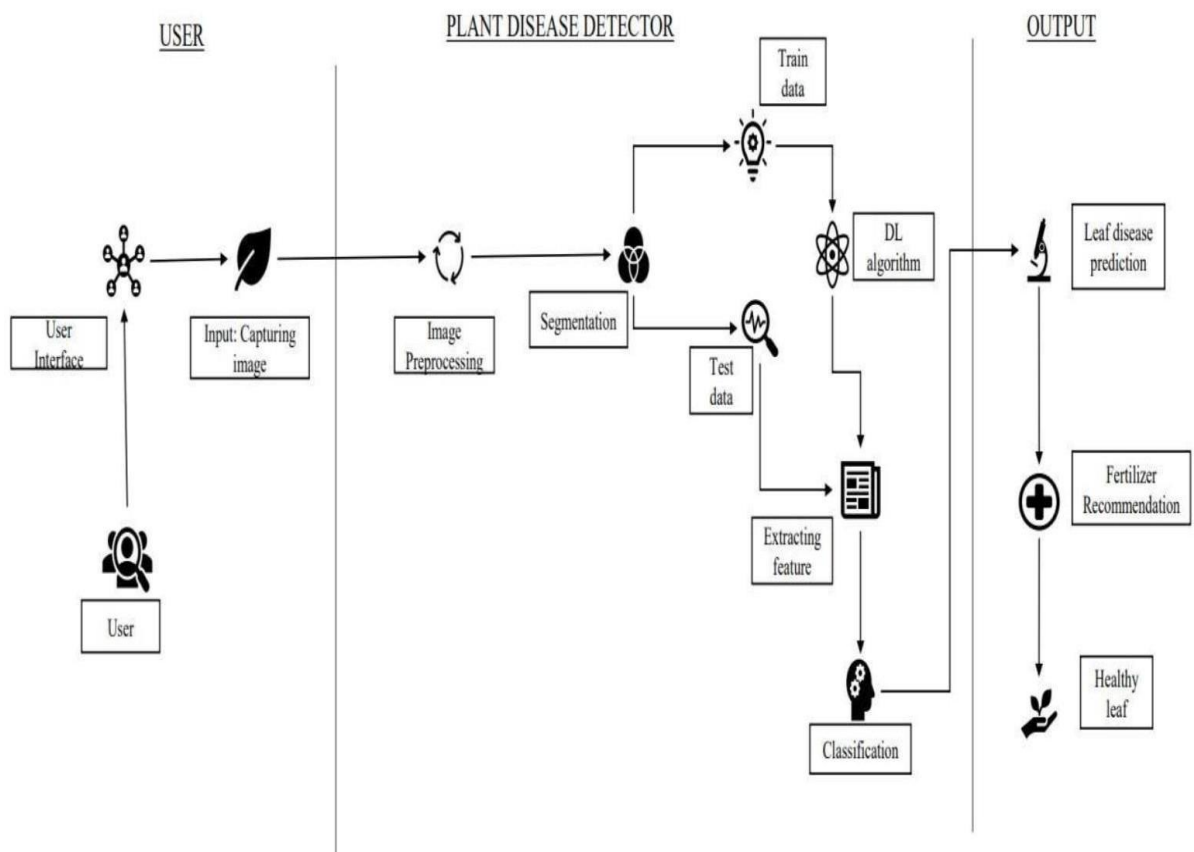 USER
PLANT DISEASE DETECTOR
OUTPUT
User
Interface
Input: Capturing
image
User
Image
Preprocessing
Segmentation
Train
data
Test
data
DL
algorithm
Extracting
feature
Classification
Leaf disease
prediction
Fertilizer
Recommendation
Healthy
leaf